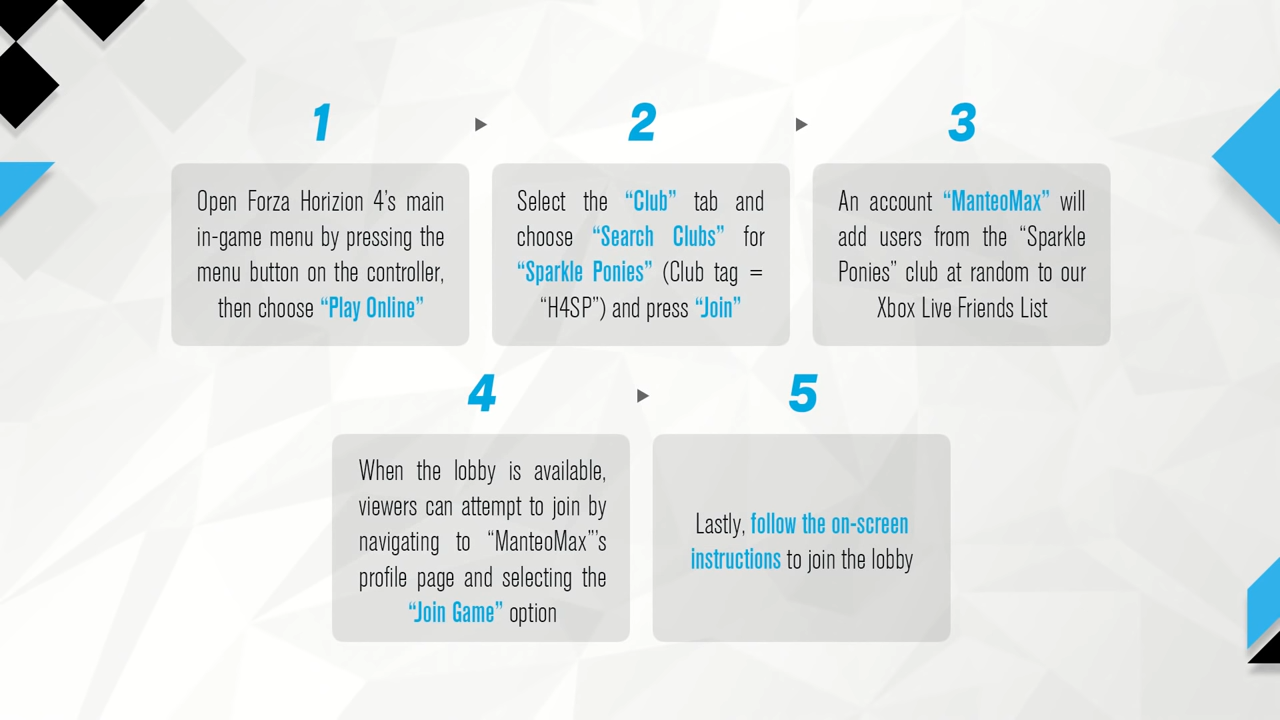 1
2
3
Open Forza Horizion 4’s main
in-game menu by pressing the
menu button on the controller,
then choose “Play Online”
Select the “Club” tab and
choose “Search Clubs” for
“Sparkle Ponies” (Club tag =
“H4SP”) and press “Join”
An account “ManteoMax” will
add users from the “Sparkle
Ponies” club at random to our
Xbox Live Friends List
4
5
When the lobby is available,
viewers can attempt to join by
navigating to “ManteoMax”’s
profile page and selecting the
“Join Game” option
Lastly, follow the on-screen
instructions to join the lobby